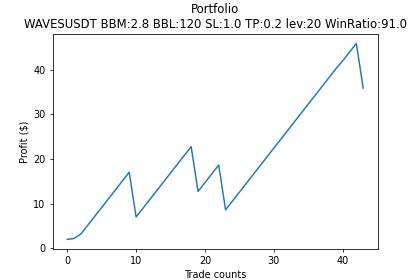 Portfolio
WAVESUSDT BBM:2.8 BBL:120 SL:1.0 TP:0.2 lev:20 WinRatio:91.0
Profit ($)
40
30
20
10
0
0 10 20 30 40
Trade counts